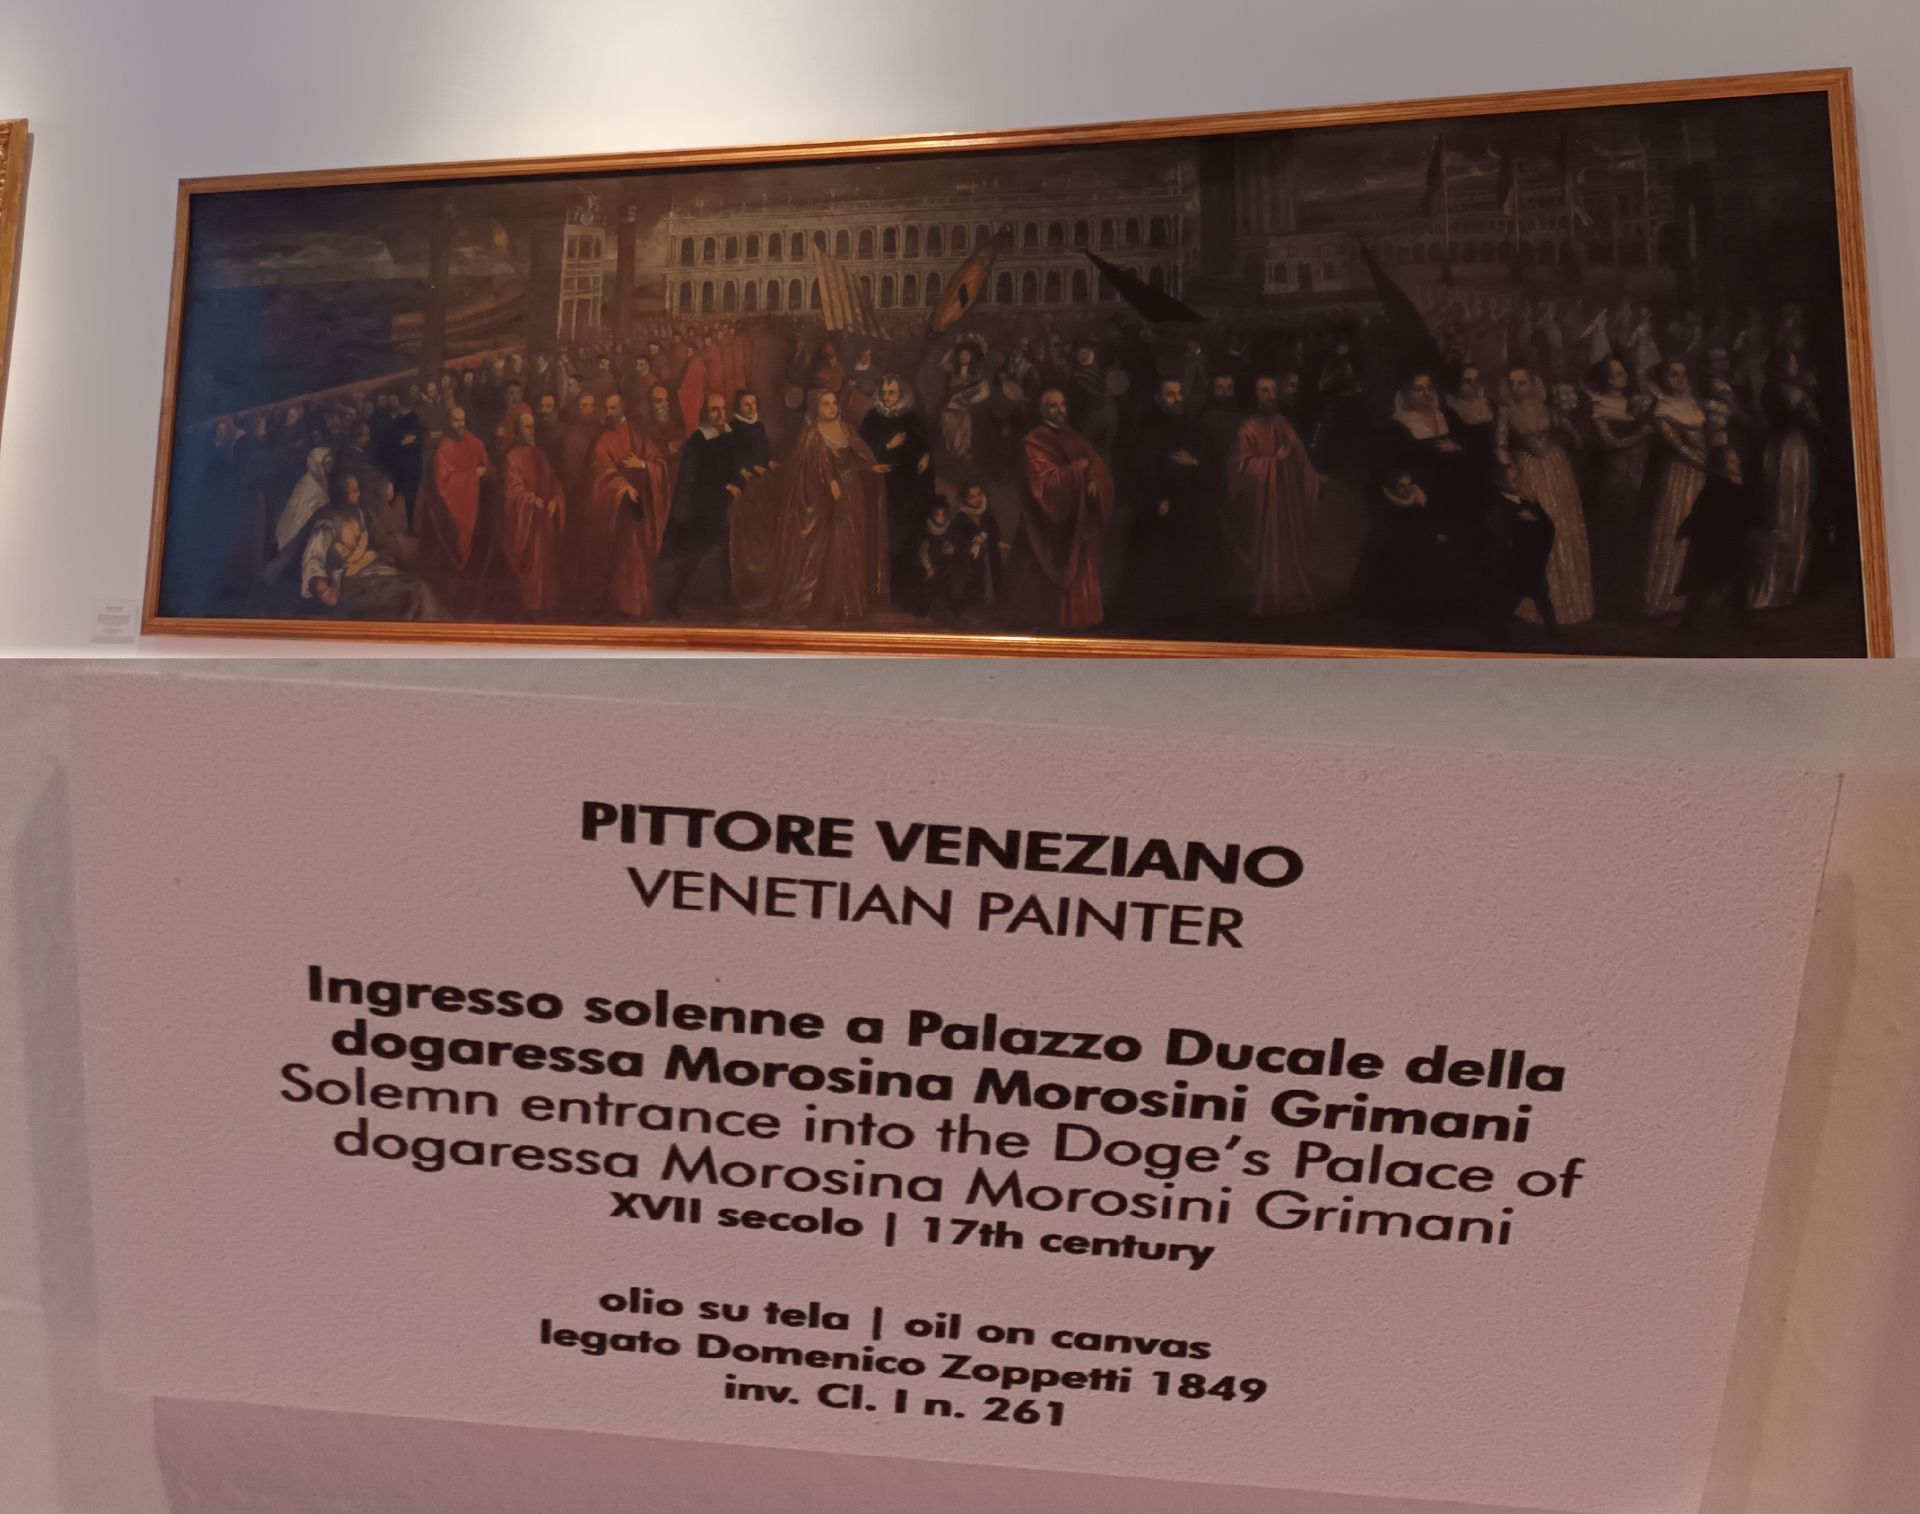 PITTORE VENEZIANO
VENETIAN PAINTER
Ingresso solenne a Palazzo Ducale della
dogaressa Morosina Morosini Grimani
Solemn entrance into the Doge's Palace of
dogaressa Morosina Morosini Grimani
XVII secolo | 17th century
olio su tela | oil on canvas
legato Domenico Zoppetti 1849
inv. Cl. I n. 261